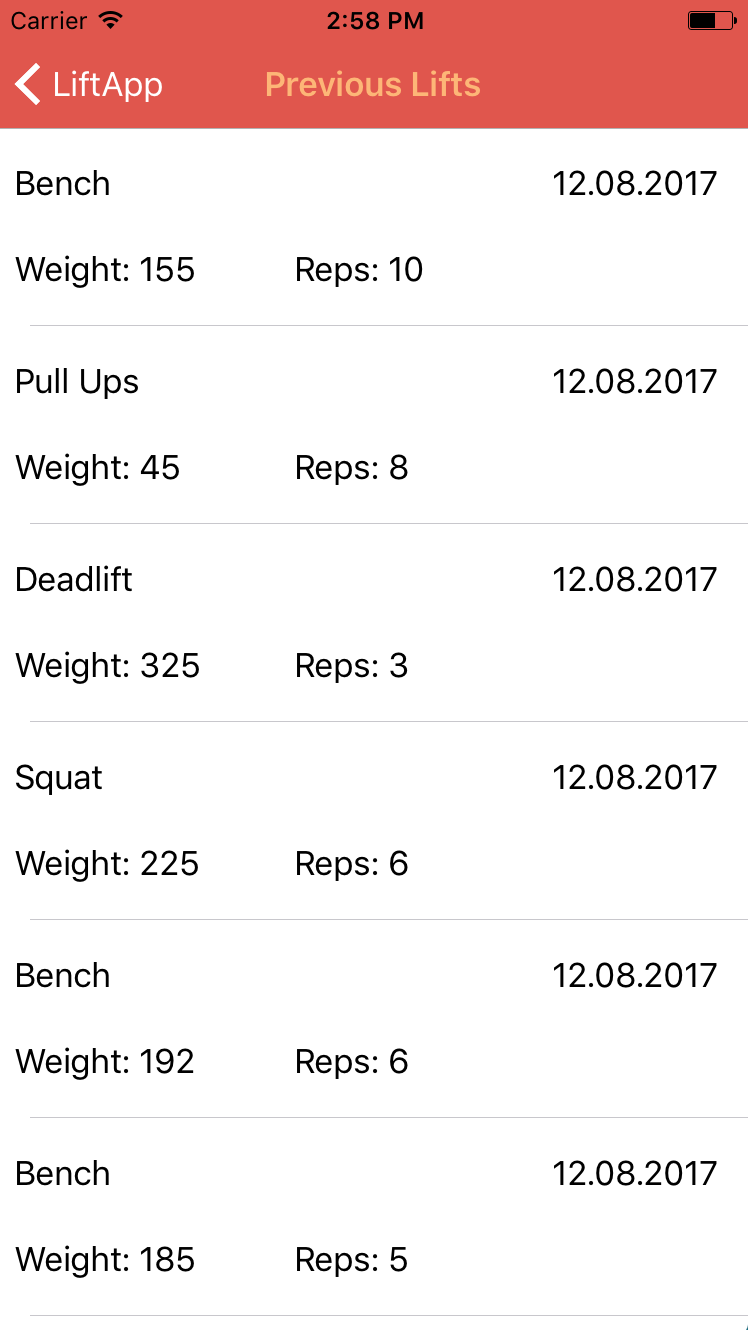 Carrier 2:58 PM
LiftApp Previous Lifts
Bench 12.08.2017
Weight: 155 Reps: 10
Pull Ups 12.08.2017
Weight: 45 Reps: 8
Deadlift 12.08.2017
Weight: 325 Reps: 3
Squat 12.08.2017
Weight: 225 Reps: 6
Bench 12.08.2017
Weight: 192 Reps: 6
Bench 12.08.2017
Weight: 185 Reps: 5